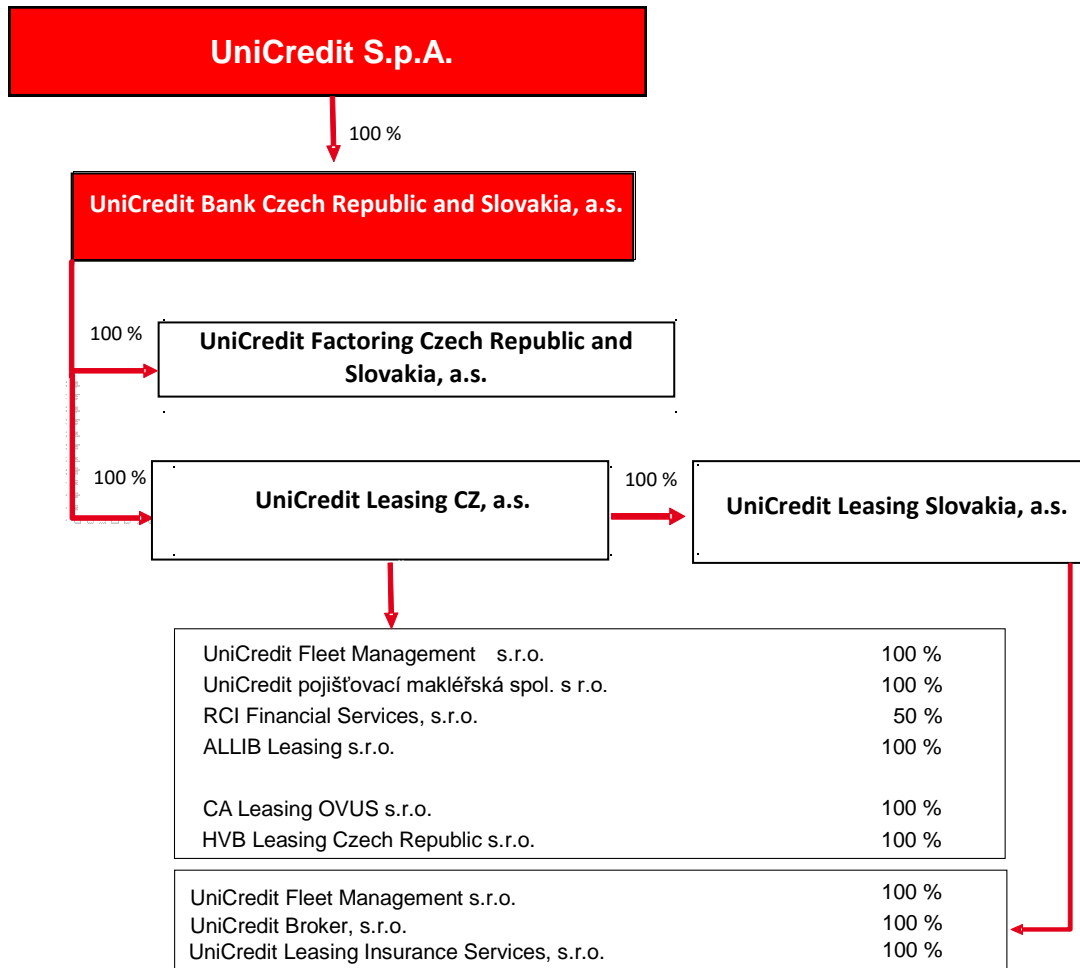 UniCredit S.p.A.
100 %
UniCredit Bank Czech Republic and Slovakia, a.s.
100 %
UniCredit Factoring Czech Republic and
Slovakia, a.s.
100 %
UniCredit Leasing CZ, a.s.
100 %
UniCredit Leasing Slovakia, a.s.
UniCredit Fleet Management s.r.o. 100 %
UniCredit pojišťovací makléřská spol. s r.o. 100 %
RCI Financial Services, s.r.o. 50 %
ALLIB Leasing s.r.o. 100 %
CA Leasing OVUS s.r.o. 100 %
HVB Leasing Czech Republic s.r.o. 100 %
UniCredit Fleet Management s.r.o. 100 %
UniCredit Broker, s.r.o. 100 %
UniCredit Leasing Insurance Services, s.r.o. 100 %